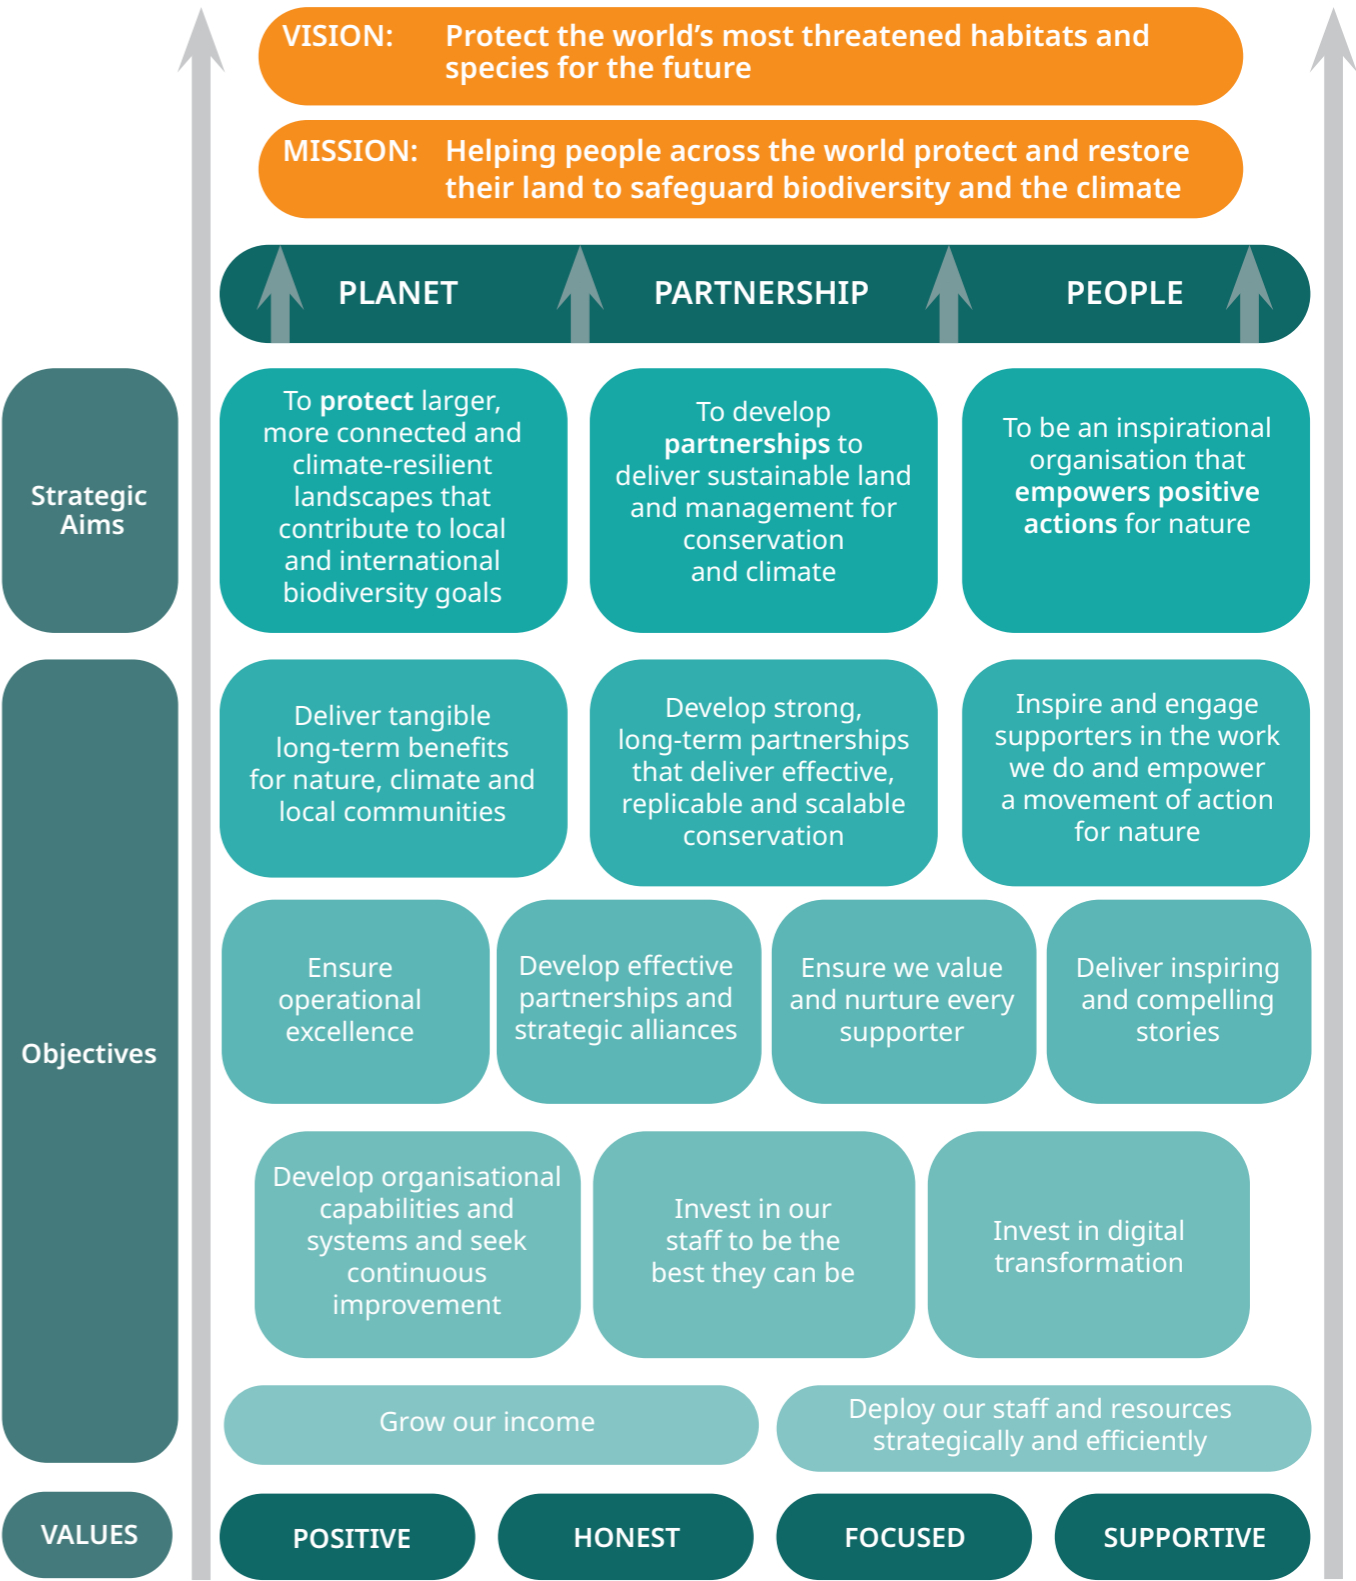 VISION: Protect the world’s most threatened habitats and
species for the future
MISSION: Helping people across the world protect and restore
their land to safeguard biodiversity and the climate
PLANET
PARTNERSHIP
PEOPLE
Strategic
Aims
To protect larger,
more connected and
climate-resilient
landscapes that
contribute to local
and international
biodiversity goals
To develop
partnerships to
deliver sustainable land
and management for
conservation
and climate
To be an inspirational
organisation that
empowers positive
actions for nature
Objectives
Deliver tangible
long-term benefits
for nature, climate and
local communities
Develop strong,
long-term partnerships
that deliver effective,
replicable and scalable
conservation
Inspire and engage
supporters in the work
we do and empower
a movement of action
for nature
Ensure
operational
excellence
Develop effective
partnerships and
strategic alliances
Ensure we value
and nurture every
supporter
Deliver inspiring
and compelling
stories
Develop organisational
capabilities and
systems and seek
continuous
improvement
Invest in our
staff to be the
best they can be
Invest in digital
transformation
Grow our income
Deploy our staff and resources
strategically and efficiently
VALUES
POSITIVE
HONEST
FOCUSED
SUPPORTIVE